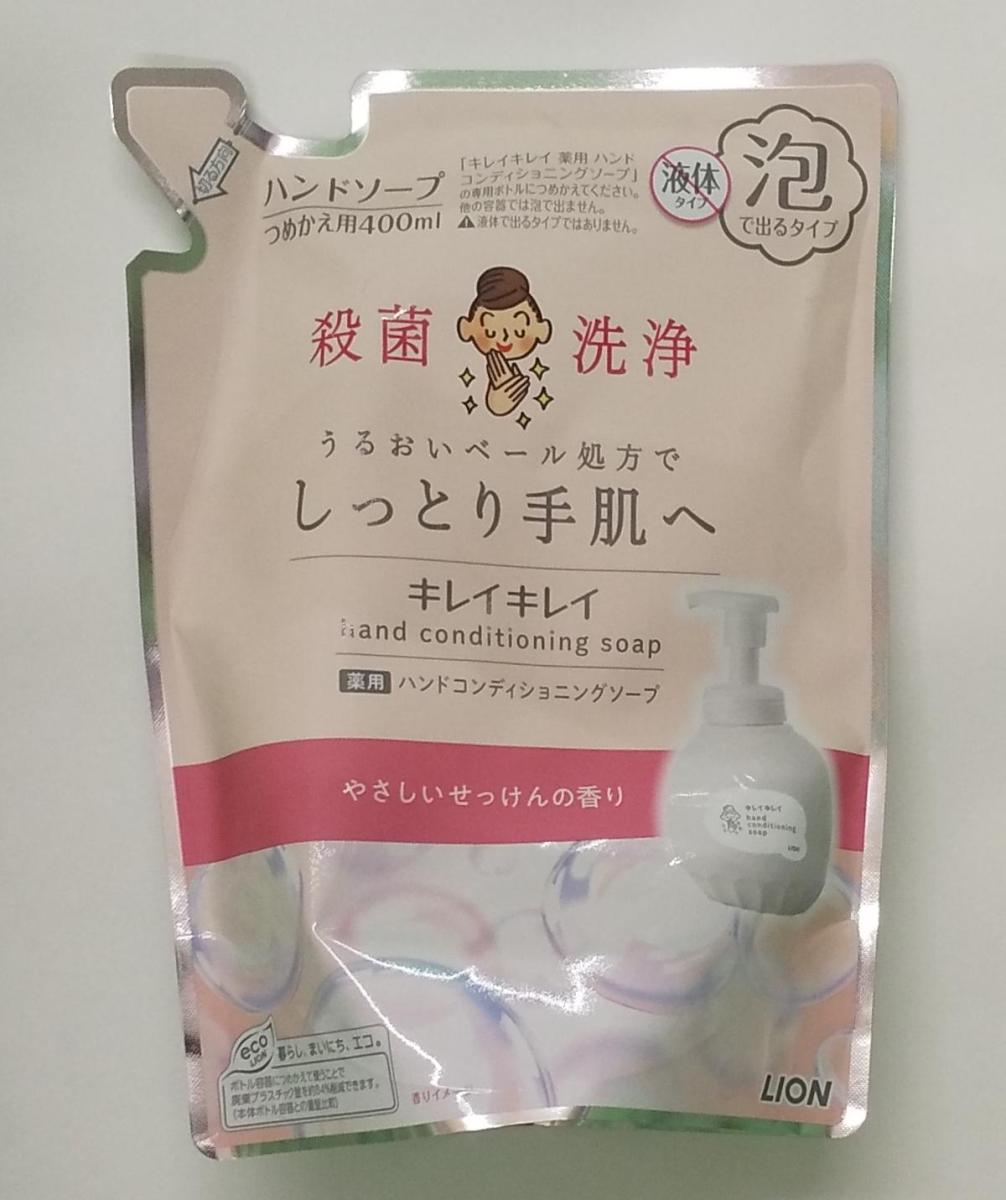 切る方向
ハンドソープ
つめかえ用400ml
「キレイキレイ 薬用 ハンド
コンディショニングソープ」
の専用ボトルにつめかえてください。
他の容器では泡で出ません。
⚠液体で出るタイプではありません。
液体
タイプ
泡
で出るタイプ
殺菌 洗浄
うるおいベール処方で
しっとり手肌へ
キレイキレイ
hand conditioning soap
薬用 ハンドコンディショニングソープ
やさしいせっけんの香り
キレイキレイ
hand
conditioning
soap
LION
eco
LION
暮らし、まいにち、エコ。
ボトル容器につめかえて使うことで
廃棄プラスチック量を約84%削減できます。
(本体ボトル容器との重量比較)
香りイメ
LION